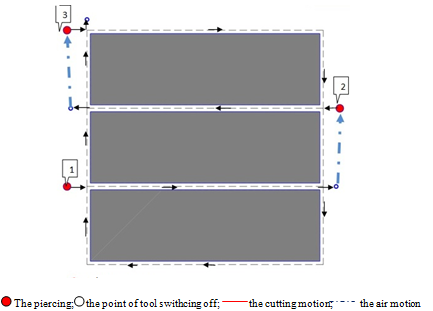 3
2
1
The piercing; the point of tool swithcing off; the cutting motion; the air motion